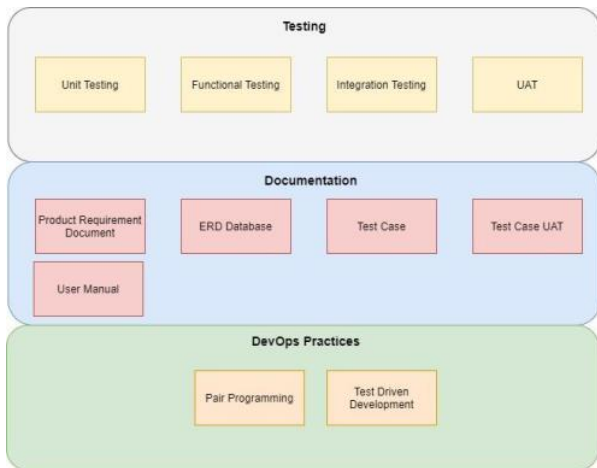 Testing
Unit Testing
Functional Testing
Integration Testing
UAT
Documentation
Product Requirement
Document
ERD Database
Test Case
Test Case UAT
User Manual
DevOps Practices
Pair Programming
Test Driven
Development